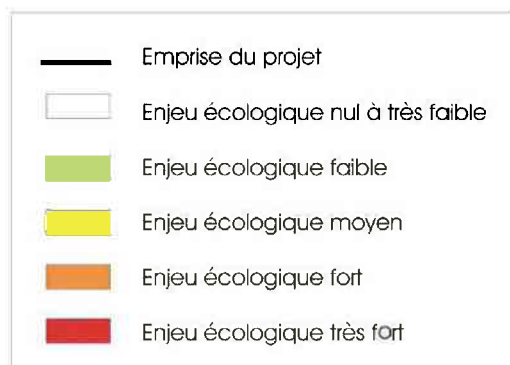 Emprise du projet
Enjeu écologique nul à très faible
Enjeu écologique faible
Enjeu écologique moyen
Enjeu écologique fort
Enjeu écologique très fort